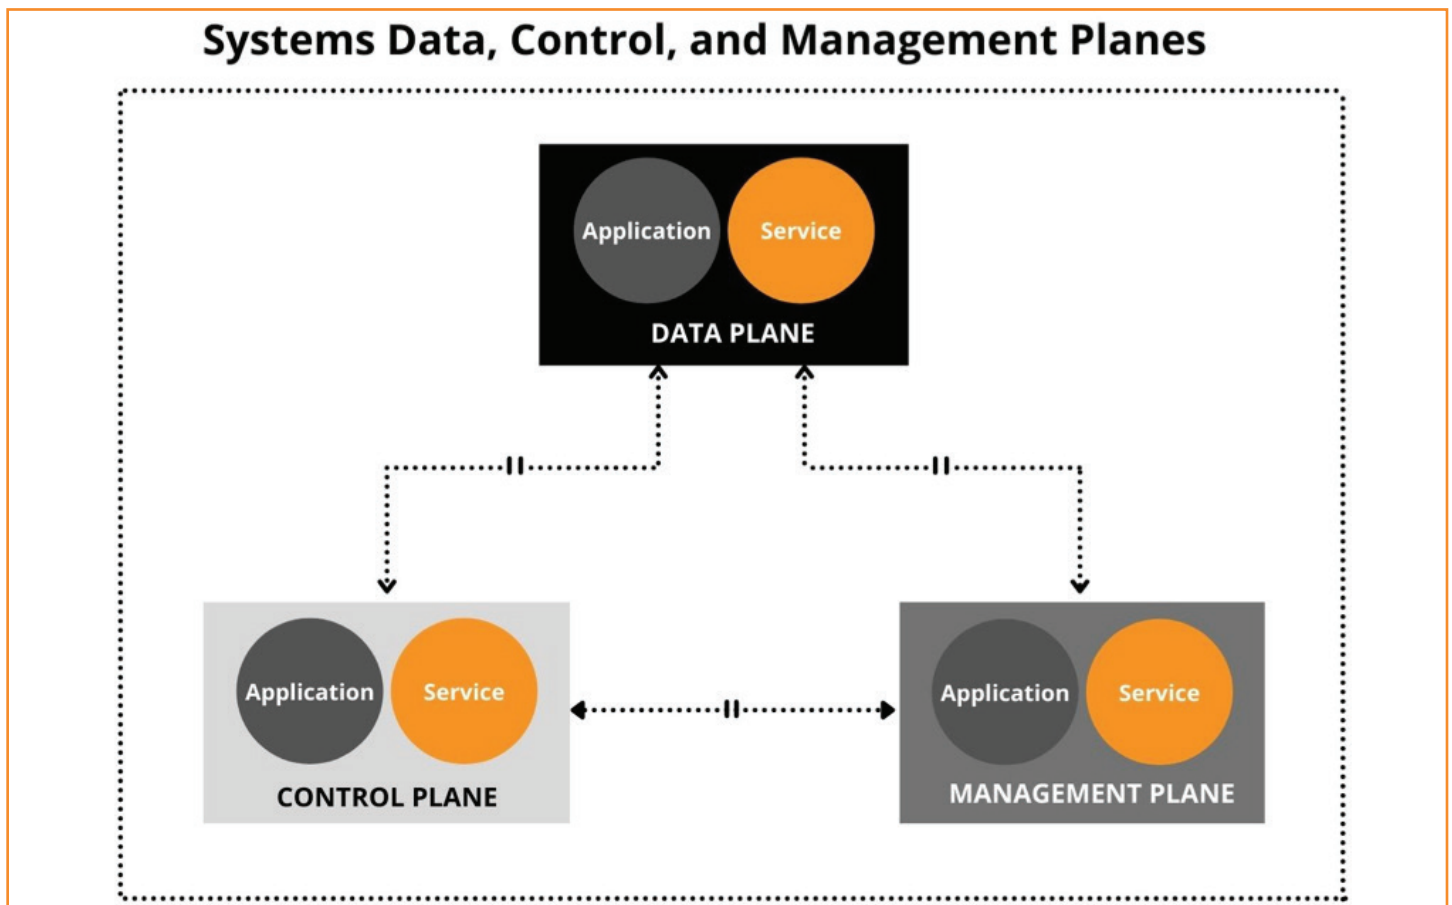 Systems Data, Control, and Management Planes
Application Service
DATA PLANE
Application Service
CONTROL PLANE
Application Service
MANAGEMENT PLANE